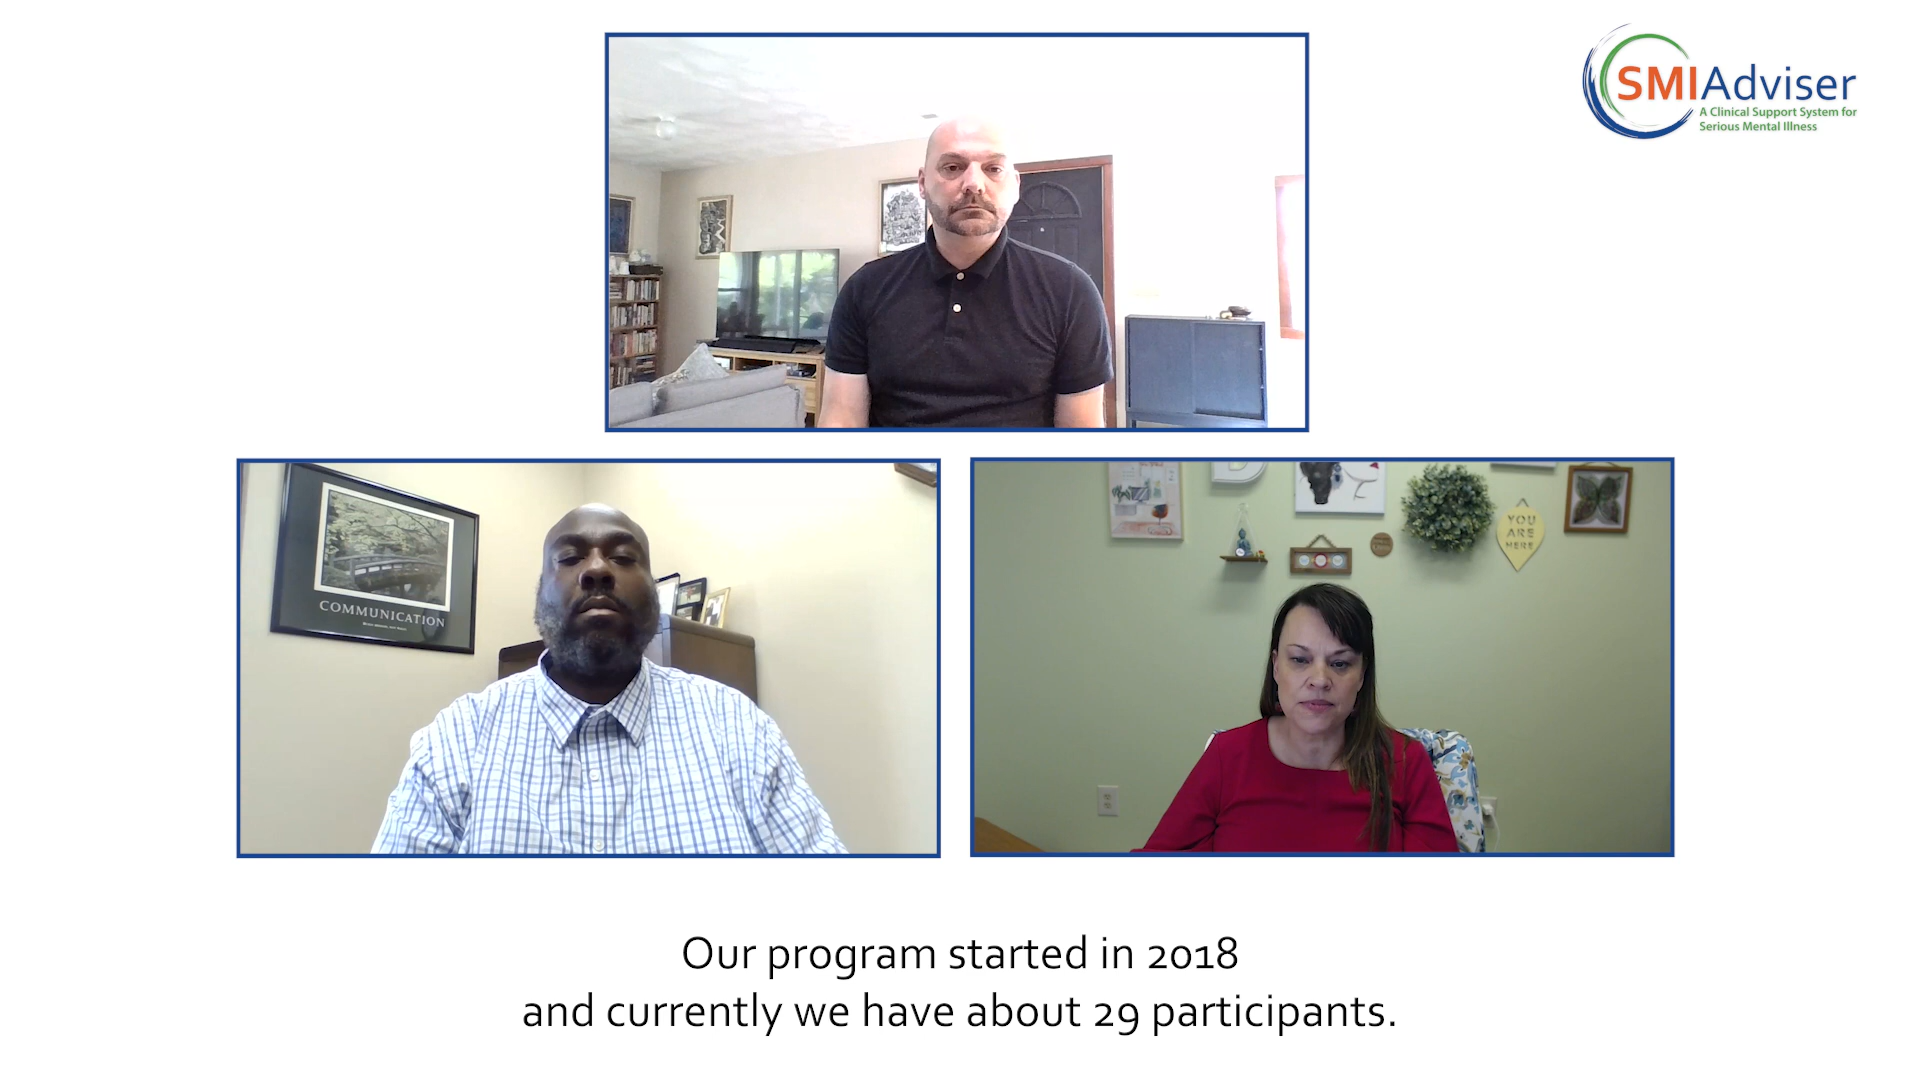 SMIAdviser
A Clinical Support System for
Serious Mental Illness
COMMUNICATION
YOU
ARE
HERE
Our program started in 2018
and currently we have about 29 participants.